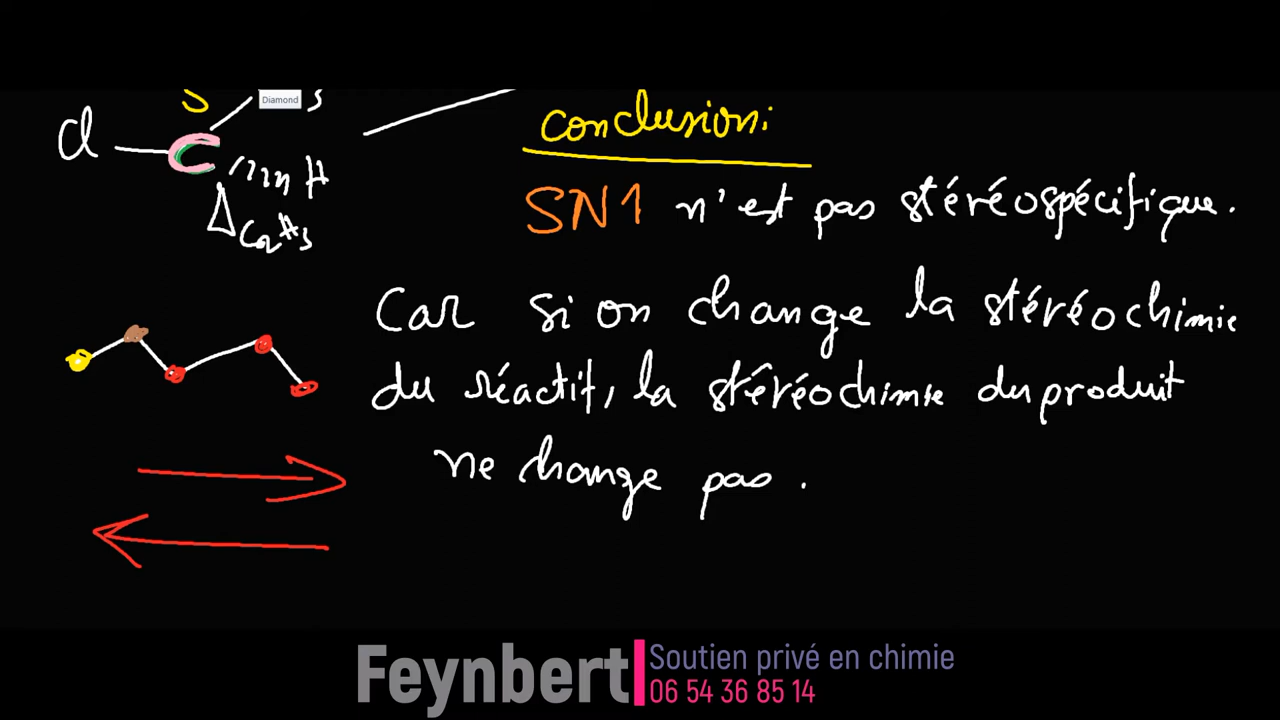 Diamond
Cl C H
C2H5
Conclusion:
SN1 n'est pas stéréospécifique.
Car si on change la stéréochimie
du réactif, la stéréochimie du produit
ne change pas.
Feynbert
Soutien privé en chimie
06 54 36 85 14